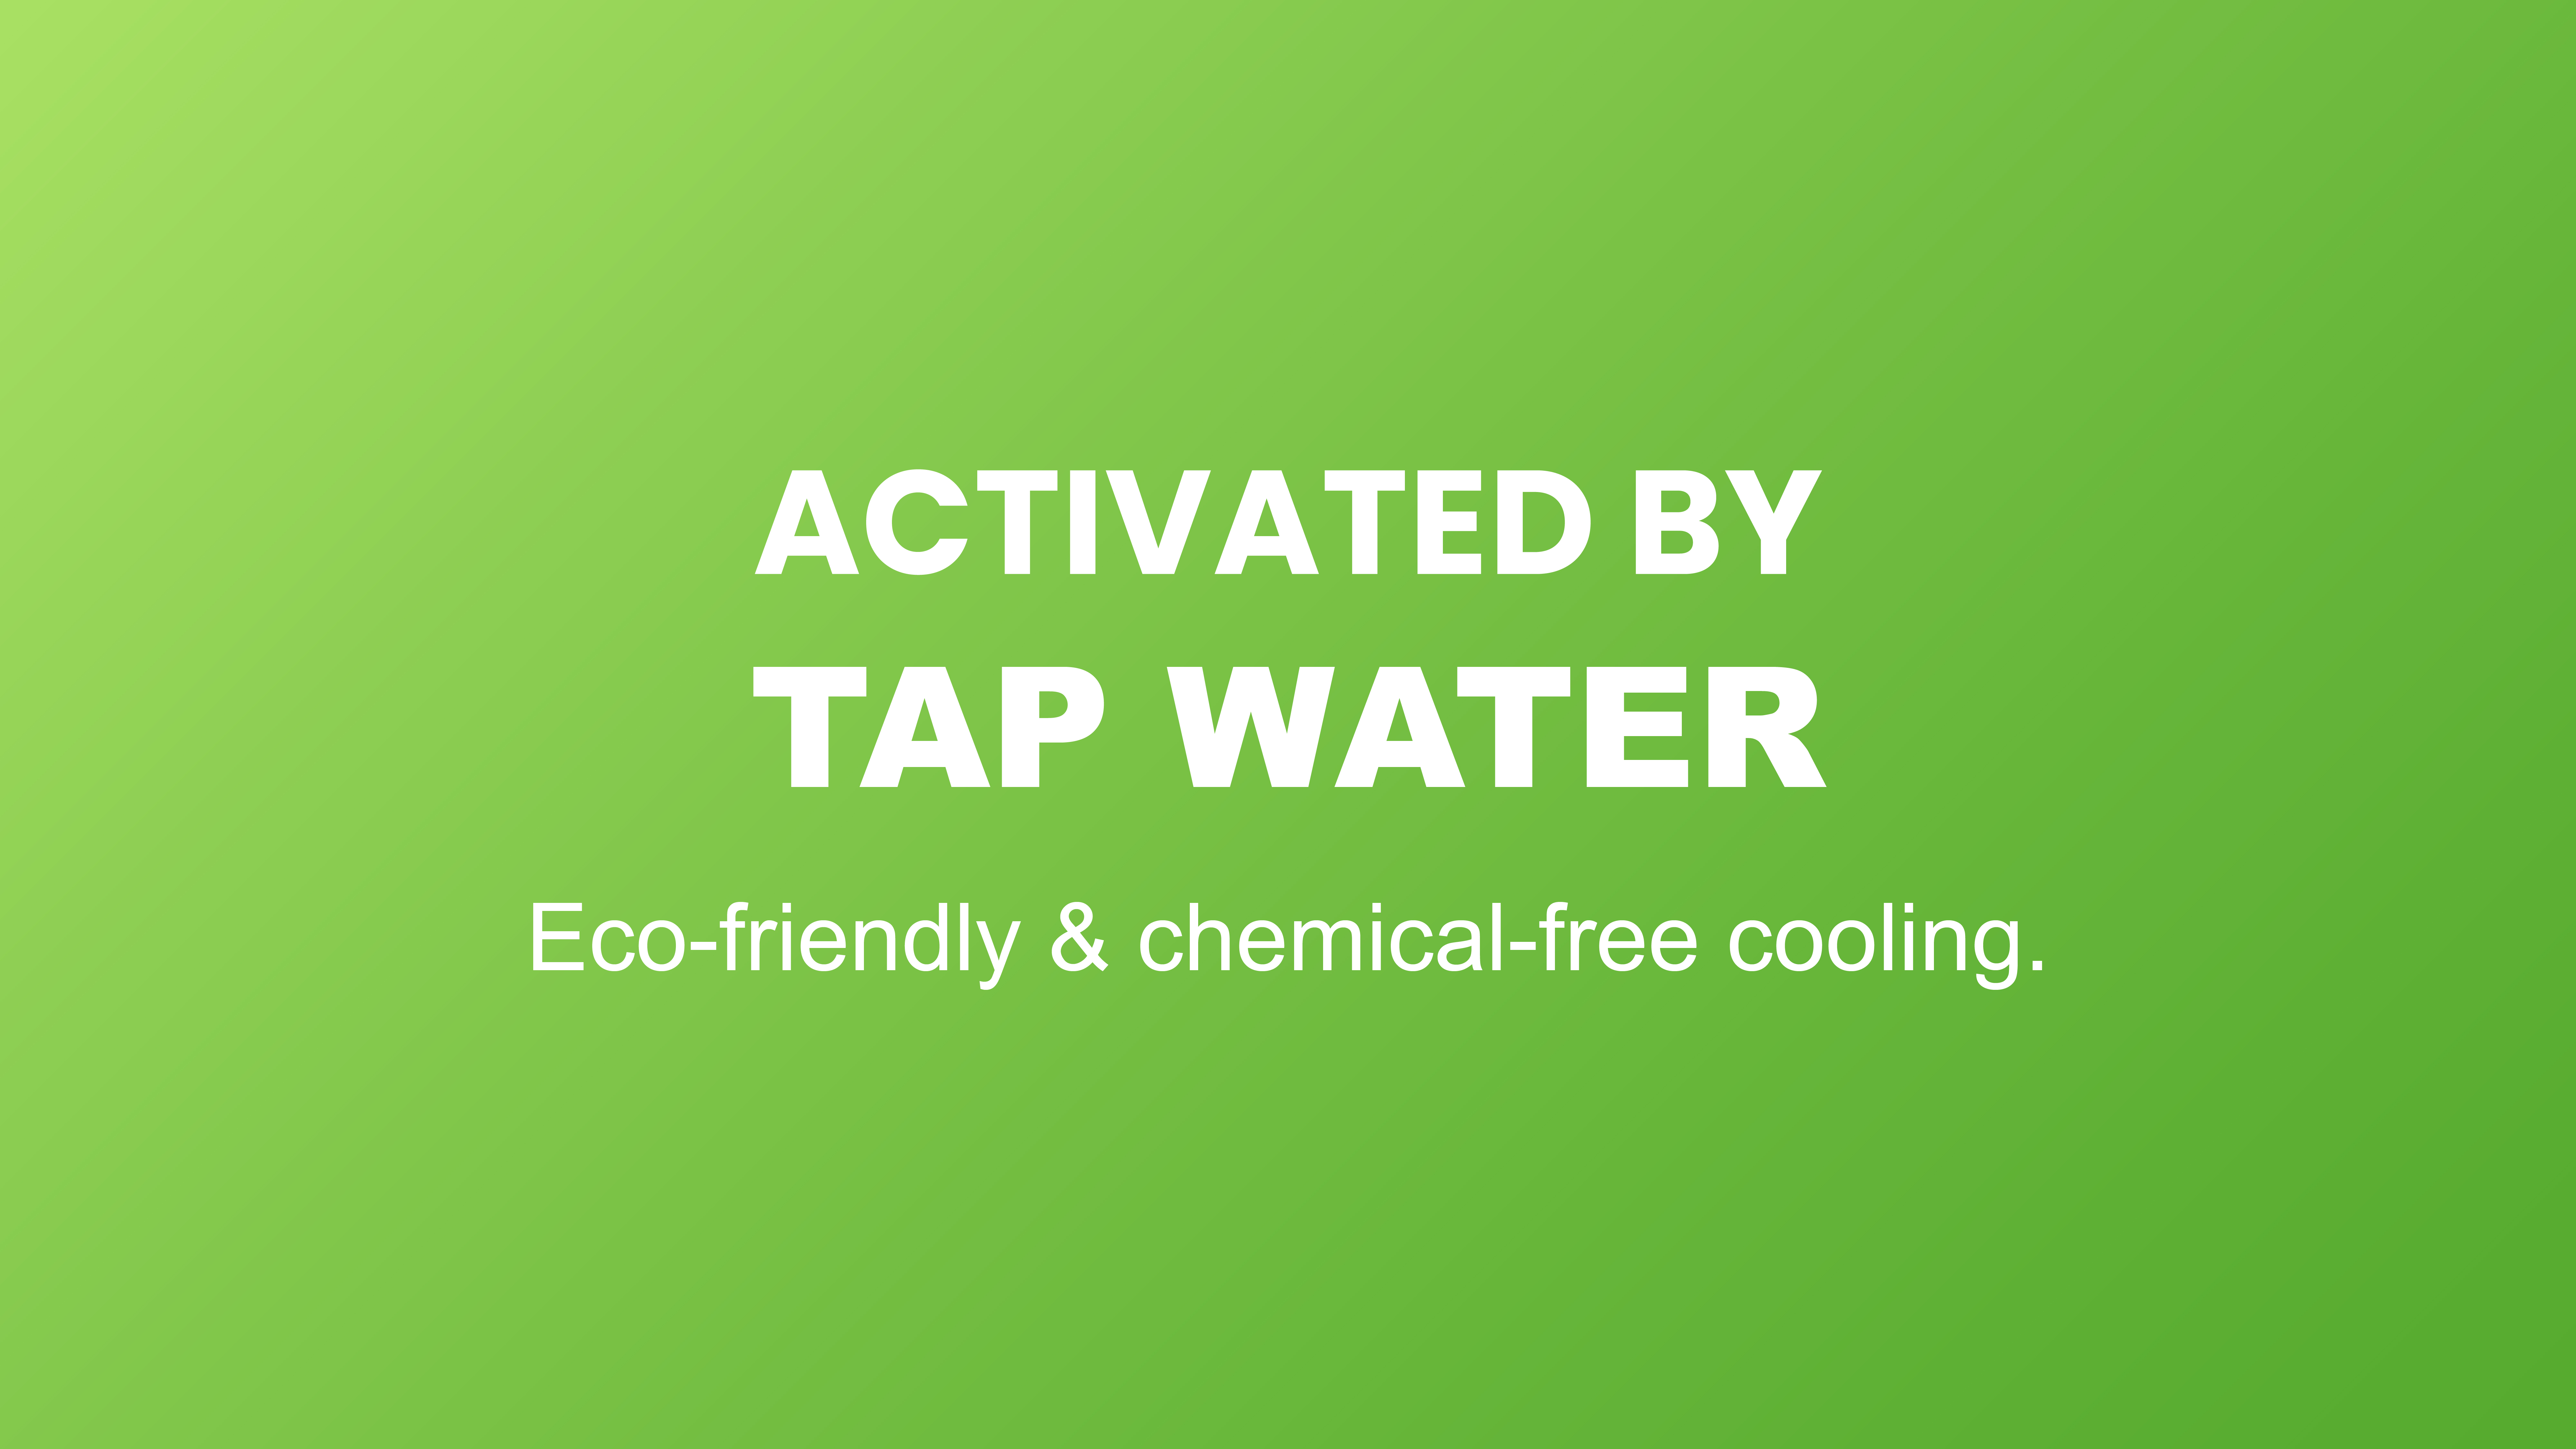 ACTIVATED BY
TAP WATER
Eco-friendly & chemical-free cooling.